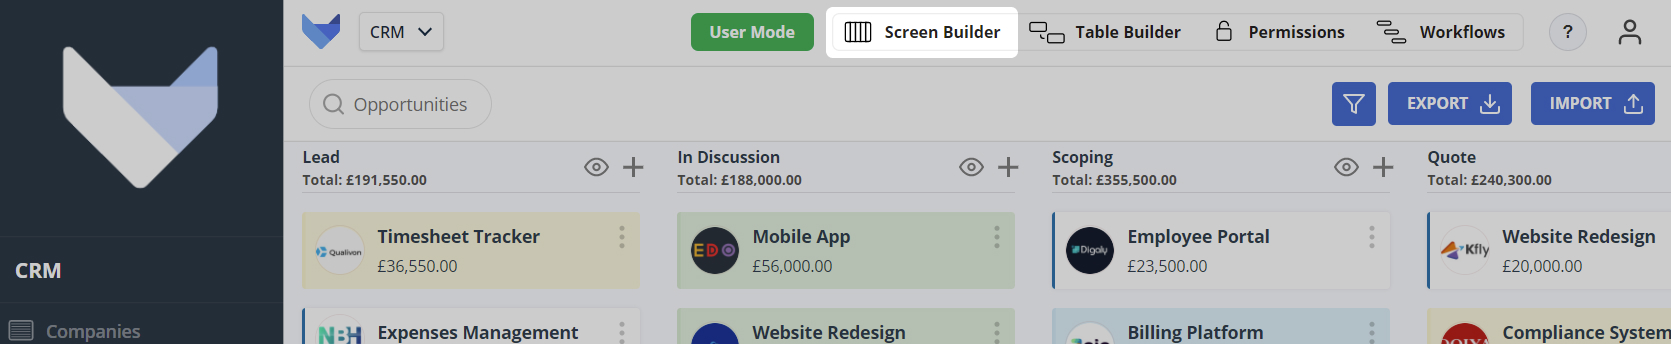 CRM
User Mode
Screen Builder
Table Builder
Permissions
Workflows
?
Opportunities
EXPORT
IMPORT
Lead
Total: £191,550.00
In Discussion
Total: £188,000.00
Scoping
Total: £355,500.00
Quote
Total: £240,300.00
Qualivon
Timesheet Tracker
£36,550.00
EDO
Mobile App
£56,000.00
Digaly
Employee Portal
£23,500.00
Kfly
Website Redesign
£20,000.00
CRM
Companies
NBH
Expenses Management
Website Redesign
Billing Platform
Compliance System